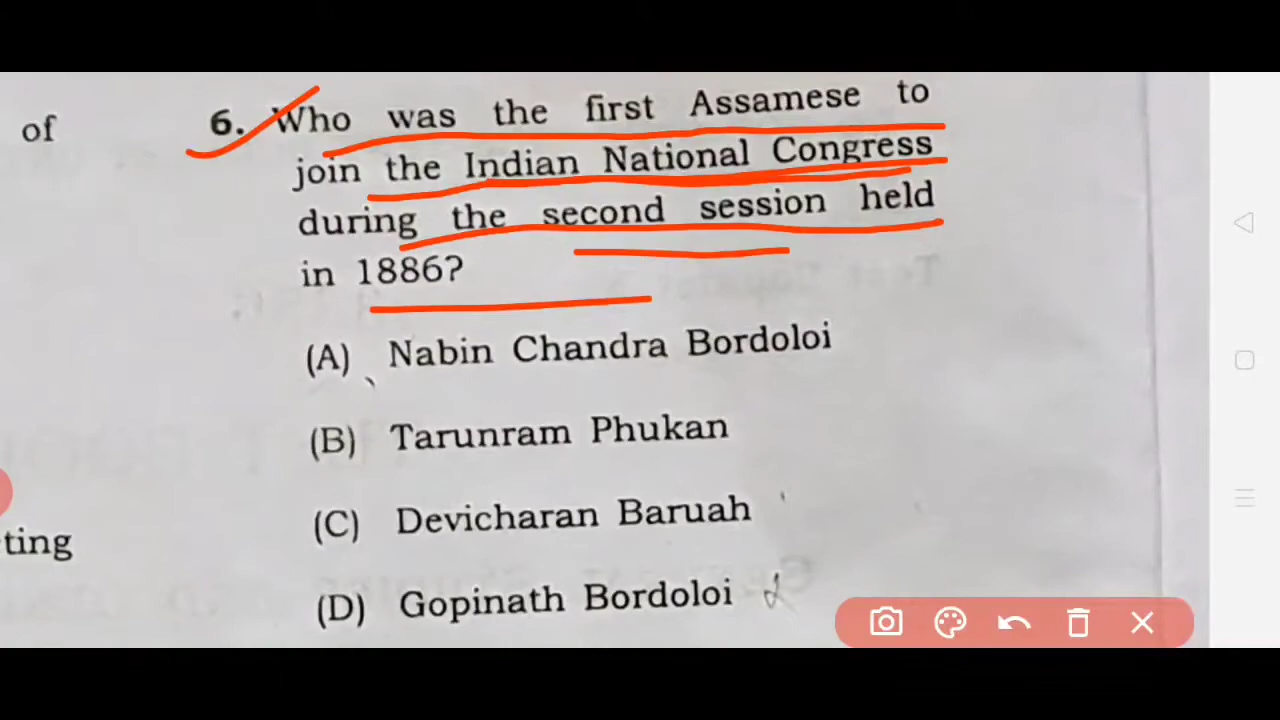 of
6. Who was the first Assamese to
join the Indian National Congress
during the second session held
in 1886?
(A) Nabin Chandra Bordoloi
(B) Tarunram Phukan
(C) Devicharan Baruah
ting
(D) Gopinath Bordoloi